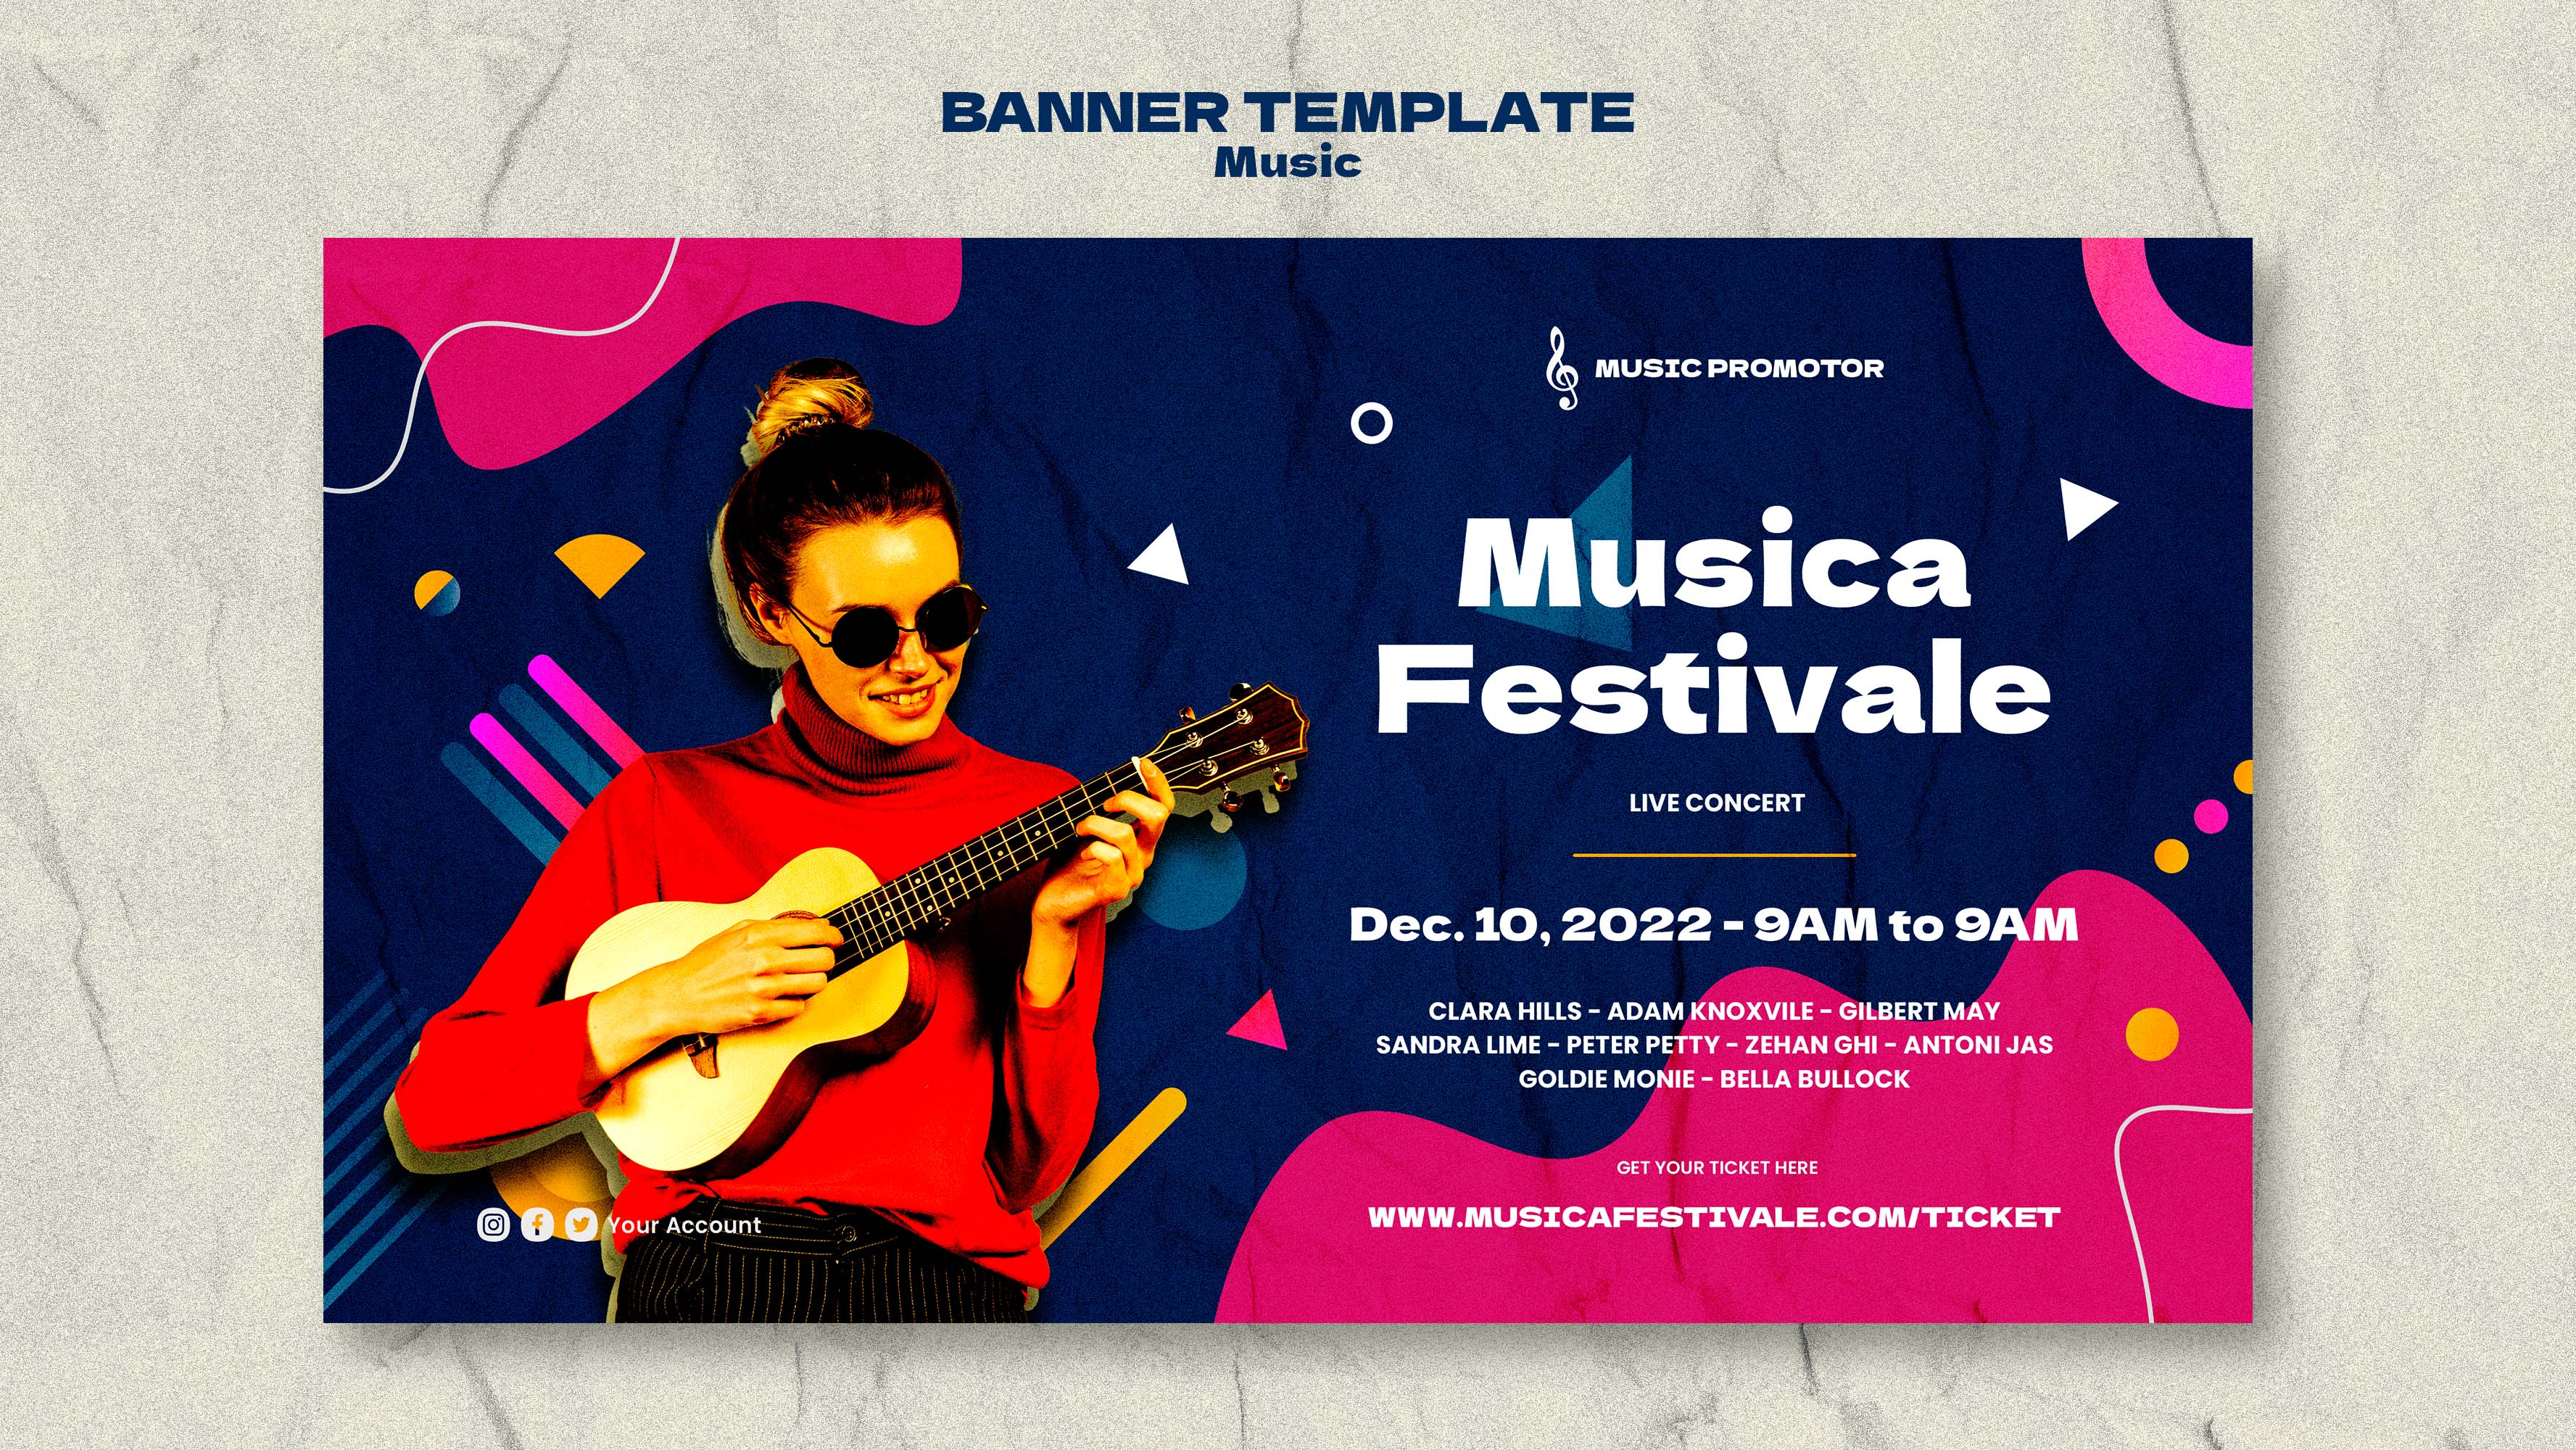 BANNER TEMPLATE
Music
MUSIC PROMOTOR
Musica
Festivale
LIVE CONCERT
Dec. 10, 2022 - 9AM to 9AM
CLARA HILLS - ADAM KNOXVILE - GILBERT MAY
SANDRA LIME - PETER PETTY - ZEHAN GHI - ANTONI JAS
GOLDIE MONIE - BELLA BULLOCK
GET YOUR TICKET HERE
WWW.MUSICAFESTIVALE.COM/TICKET
Your Account